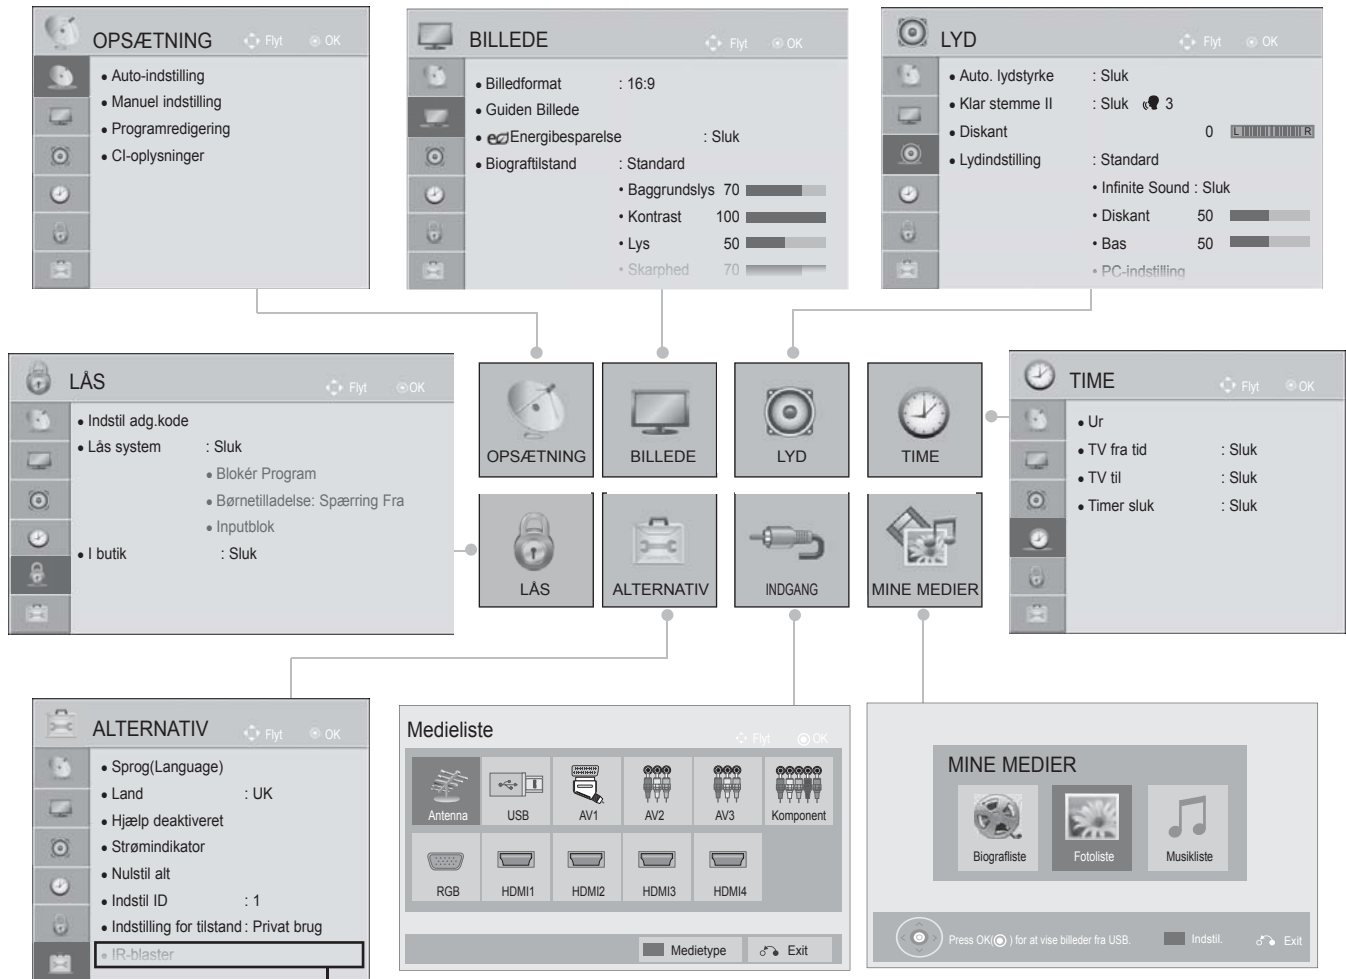 OPSÆTNING
Flyt OK
• Auto-indstilling
• Manuel indstilling
• Programredigering
• CI-oplysninger
BILLEDE
Flyt OK
• Billedformat : 16:9
• Guiden Billede
• eco Energibesparelse : Sluk
• Biograftilstand : Standard
• Baggrundslys 70
• Kontrast 100
• Lys 50
• Skarphed 70
LYD
Flyt OK
• Auto. lydstyrke : Sluk
• Klar stemme II : Sluk 3
• Diskant 0 L R
• Lydindstilling : Standard
• Infinite Sound : Sluk
• Diskant 50
• Bas 50
• PC-indstilling
LÅS
Flyt OK
• Indstil adg.kode
• Lås system : Sluk
• Blokér Program
• Børnetilladelse: Spærring Fra
• Inputblok
• I butik : Sluk
OPSÆTNING
BILLEDE
LYD
TIME
LÅS
ALTERNATIV
INDGANG
MINE MEDIER
TIME
Flyt OK
• Ur
• TV fra tid : Sluk
• TV til : Sluk
• Timer sluk : Sluk
ALTERNATIV
Flyt OK
• Sprog(Language)
• Land : UK
• Hjælp deaktiveret
• Strømindikator
• Nulstil alt
• Indstil ID : 1
• Indstilling for tilstand : Privat brug
• IR-blaster
Medieliste
Flyt OK
Antenna USB AV1 AV2 AV3 Komponent
RGB HDMI1 HDMI2 HDMI3 HDMI4
Medietype Exit
MINE MEDIER
Biografliste Fotoliste Musikliste
Press OK( ) for at vise billeder fra USB. Indstil. Exit